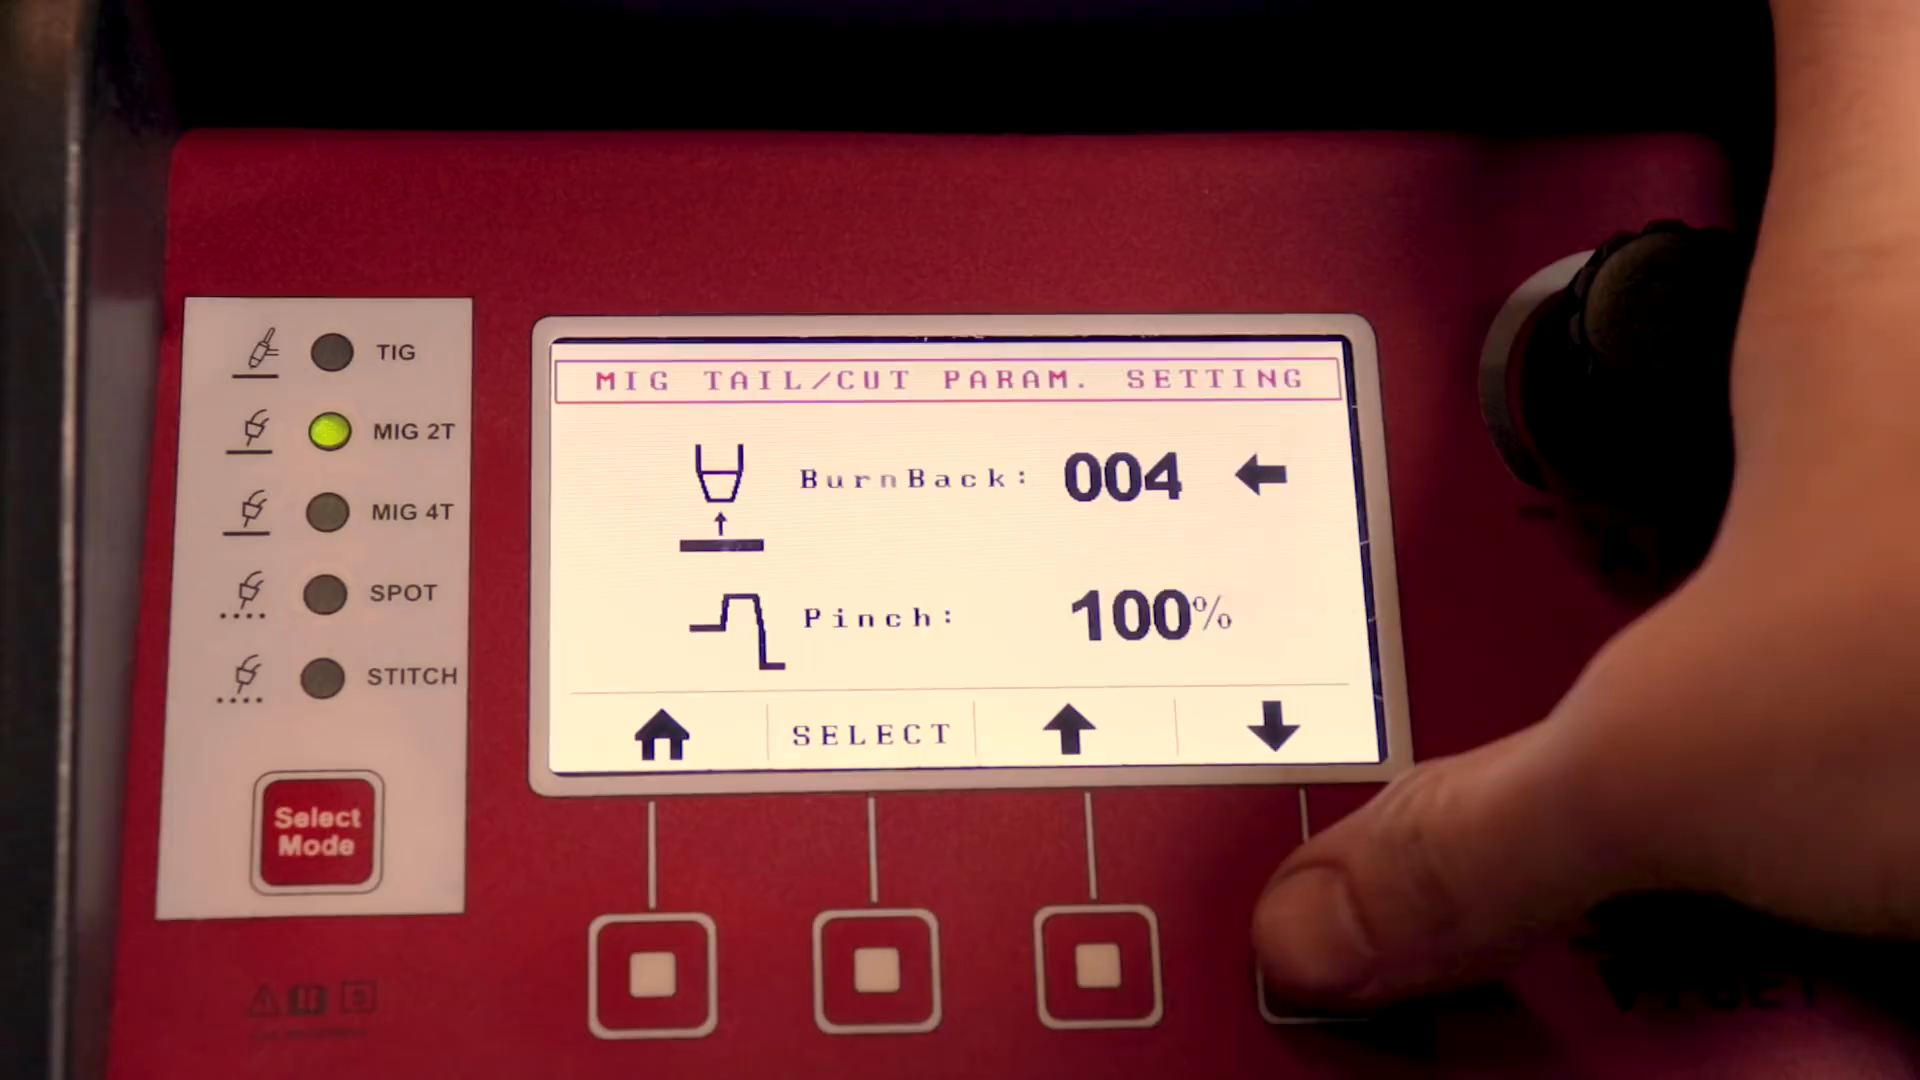 TIG
MIG 2T
MIG 4T
SPOT
STITCH
Select
Mode
MIG TAIL/CUT PARAM. SETTING
BurnBack: 004
Pinch: 100%
SELECT